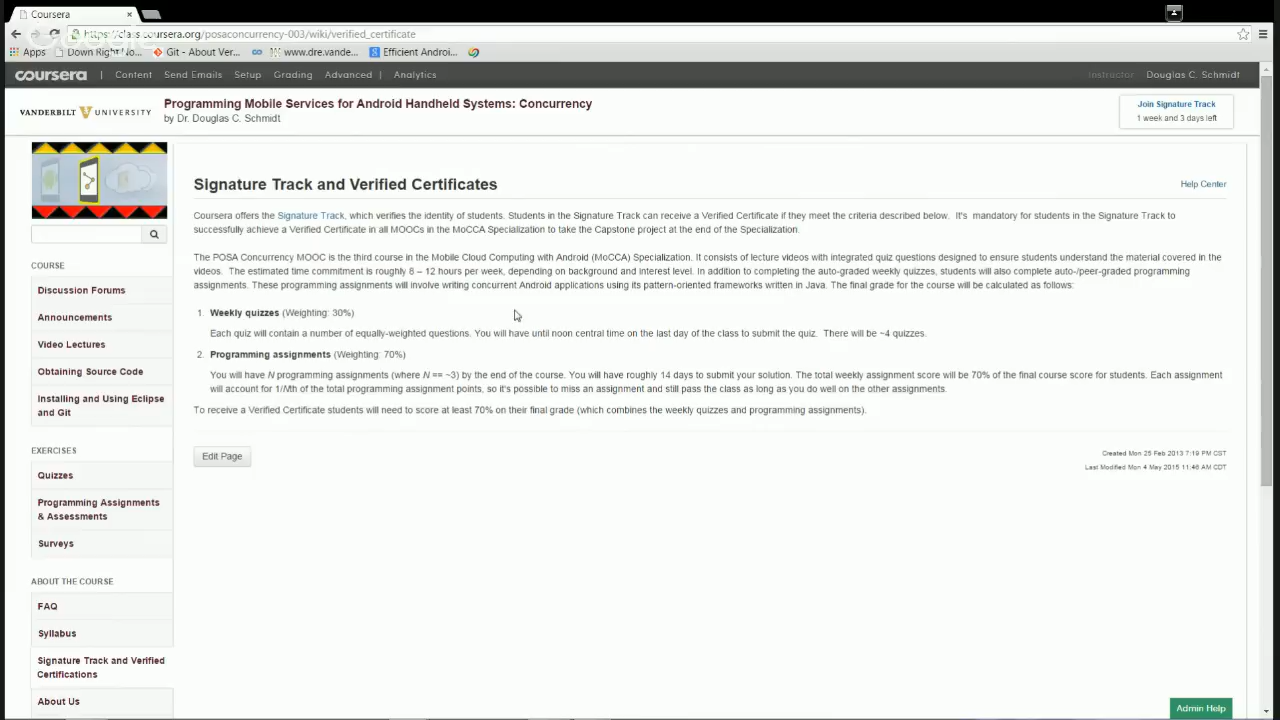 Coursera
https://class.coursera.org/posaconcurrency-003/wiki/verified_certificate
Apps Down Right No... Git - About Ver... www.dre.vande... Efficient Androi...
coursera | Content Send Emails Setup Grading Advanced | Analytics Instructor Douglas C. Schmidt
VANDERBILT UNIVERSITY
Programming Mobile Services for Android Handheld Systems: Concurrency
by Dr. Douglas C. Schmidt
Join Signature Track
1 week and 3 days left
Signature Track and Verified Certificates
Help Center
Coursera offers the Signature Track, which verifies the identity of students. Students in the Signature Track can receive a Verified Certificate if they meet the criteria described below. It's mandatory for students in the Signature Track to
successfully achieve a Verified Certificate in all MOOCs in the MoCCA Specialization to take the Capstone project at the end of the Specialization.
The POSA Concurrency MOOC is the third course in the Mobile Cloud Computing with Android (MoCCA) Specialization. It consists of lecture videos with integrated quiz questions designed to ensure students understand the material covered in the
videos. The estimated time commitment is roughly 6 – 12 hours per week, depending on background and interest level. In addition to completing the auto-graded weekly quizzes, students will also complete auto-/peer-graded programming
assignments. These programming assignments will involve writing concurrent Android applications using its pattern-oriented frameworks written in Java. The final grade for the course will be calculated as follows:
1. Weekly quizzes (Weighting: 30%)
Each quiz will contain a number of equally-weighted questions. You will have until noon central time on the last day of the class to submit the quiz. There will be ~4 quizzes.
2. Programming assignments (Weighting: 70%)
You will have N programming assignments (where N == ~3) by the end of the course. You will have roughly 14 days to submit your solution. The total weekly assignment score will be 70% of the final course score for students. Each assignment
will account for 1/Nth of the total programming assignment points, so it's possible to miss an assignment and still pass the class as long as you do well on the other assignments.
To receive a Verified Certificate students will need to score at least 70% on their final grade (which combines the weekly quizzes and programming assignments).
Edit Page
Created Mon 25 Feb 2013 7:19 PM CST
Last Modified Mon 4 May 2015 11:46 AM CDT
COURSE
Discussion Forums
Announcements
Video Lectures
Obtaining Source Code
Installing and Using Eclipse
and Git
EXERCISES
Quizzes
Programming Assignments
& Assessments
Surveys
ABOUT THE COURSE
FAQ
Syllabus
Signature Track and Verified
Certifications
About Us
Admin Help